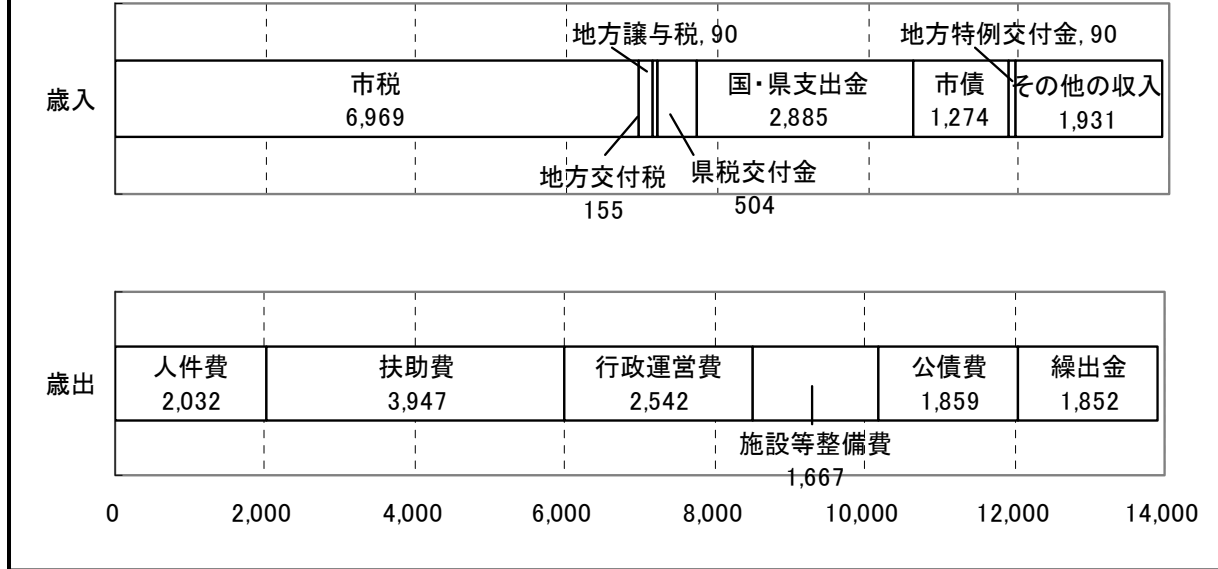 地方譲与税, 90
地方特例交付金, 90
歳入
市税
6,969
国・県支出金
2,885
市債
1,274
その他の収入
1,931
地方交付税
155
県税交付金
504
歳出
人件費
2,032
扶助費
3,947
行政運営費
2,542
公債費
1,859
繰出金
1,852
施設等整備費
1,667
0 2,000 4,000 6,000 8,000 10,000 12,000 14,000